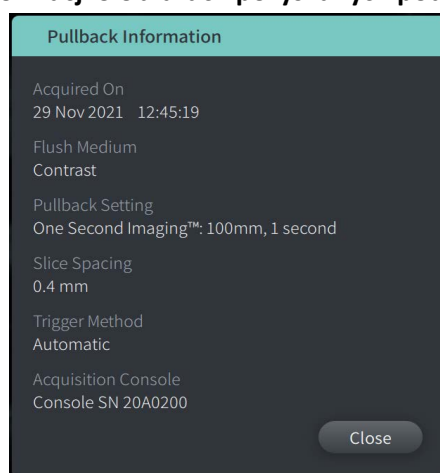 Pullback Information
Acquired On
29 Nov 2021 12:45:19
Flush Medium
Contrast
Pullback Setting
One Second Imaging™: 100mm, 1 second
Slice Spacing
0.4 mm
Trigger Method
Automatic
Acquisition Console
Console SN 20A0200
Close